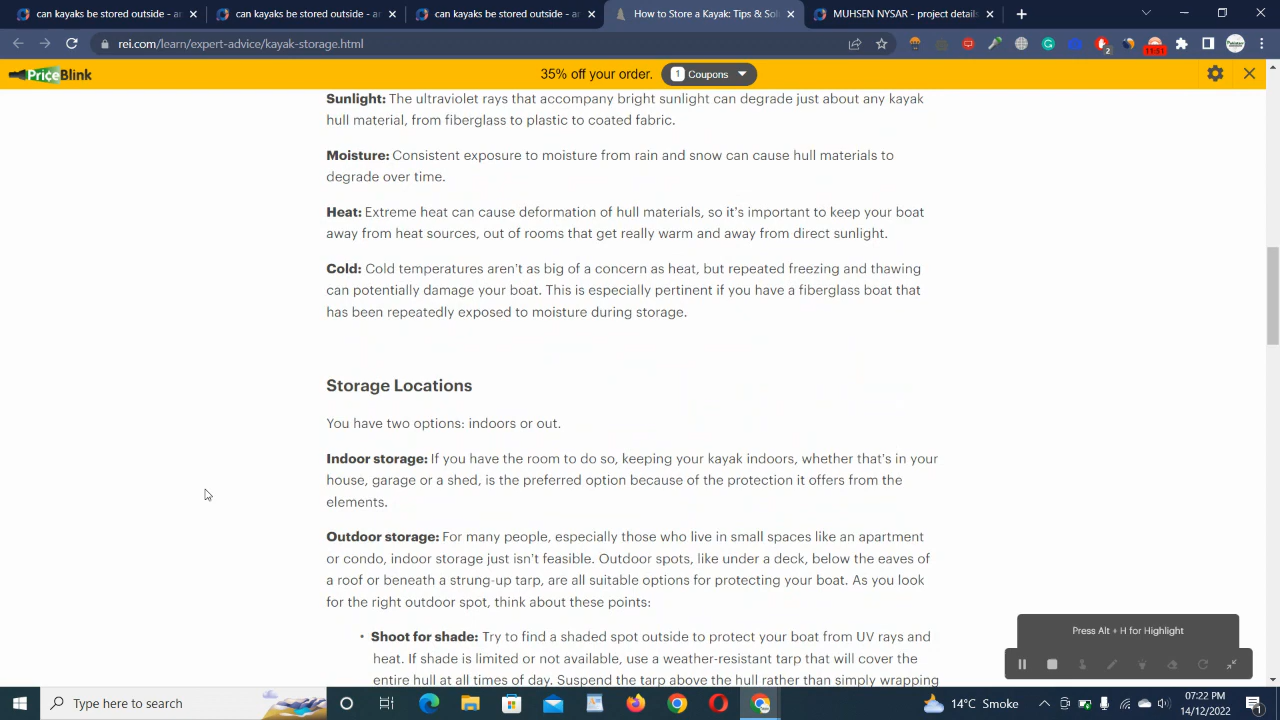 can kayaks be stored outside - an
can kayaks be stored outside - ar
can kayaks be stored outside - ar
How to Store a Kayak: Tips & Solu
MUHSEN NYSAR - project details
rei.com/learn/expert-advice/kayak-storage.html
2
11:51
PriceBlink
35% off your order.
1 Coupons
Sunlight: The ultraviolet rays that accompany bright sunlight can degrade just about any kayak
hull material, from fiberglass to plastic to coated fabric.
Moisture: Consistent exposure to moisture from rain and snow can cause hull materials to
degrade over time.
Heat: Extreme heat can cause deformation of hull materials, so it's important to keep your boat
away from heat sources, out of rooms that get really warm and away from direct sunlight.
Cold: Cold temperatures aren't as big of a concern as heat, but repeated freezing and thawing
can potentially damage your boat. This is especially pertinent if you have a fiberglass boat that
has been repeatedly exposed to moisture during storage.
Storage Locations
You have two options: indoors or out.
Indoor storage: If you have the room to do so, keeping your kayak indoors, whether that's in your
house, garage or a shed, is the preferred option because of the protection it offers from the
elements.
Outdoor storage: For many people, especially those who live in small spaces like an apartment
or condo, indoor storage just isn't feasible. Outdoor spots, like under a deck, below the eaves of
a roof or beneath a strung-up tarp, are all suitable options for protecting your boat. As you look
for the right outdoor spot, think about these points:
• Shoot for shade: Try to find a shaded spot outside to protect your boat from UV rays and
heat. If shade is limited or not available, use a weather-resistant tarp that will cover the
entire hull at all times of day. Suspend the tarp above the hull rather than simply wrapping
Press Alt + H for Highlight
Type here to search
14°C Smoke
07:22 PM
14/12/2022
1